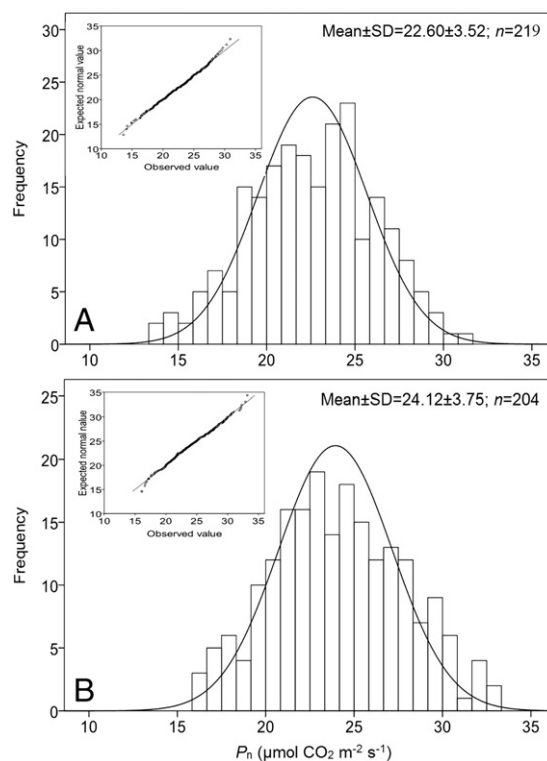 Mean±SD=22.60±3.52; n=219
30
25
20
15
10
5
0
Frequency
35
30
25
20
15
10
Expected normal value
10 15 20 25 30 35
Observed value
A
10 15 20 25 30 35
Mean±SD=24.12±3.75; n=204
25
20
15
10
5
0
Frequency
35
30
25
20
15
10
Expected normal nalue
10 15 20 25 30 35
Observed value
B
10 15 20 25 30 35
Pn (µmol CO2 m-2 s-1)